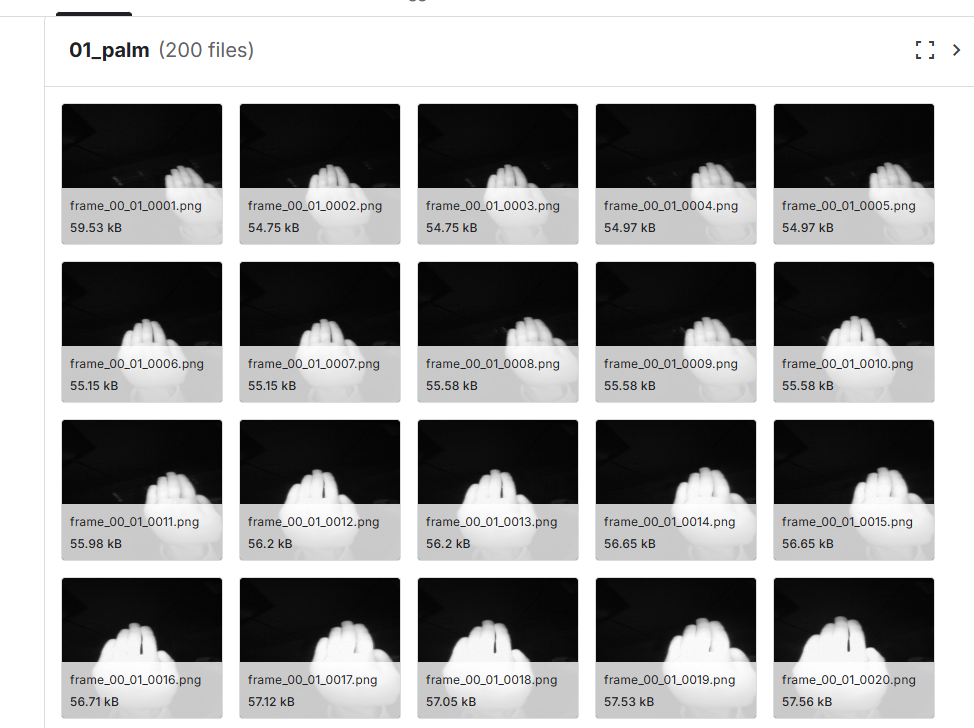 01_palm (200 files)
frame_00_01_0001.png
59.53 kB
frame_00_01_0002.png
54.75 kB
frame_00_01_0003.png
54.75 kB
frame_00_01_0004.png
54.97 kB
frame_00_01_0005.png
54.97 kB
frame_00_01_0006.png
55.15 kB
frame_00_01_0007.png
55.15 kB
frame_00_01_0008.png
55.58 kB
frame_00_01_0009.png
55.58 kB
frame_00_01_0010.png
55.58 kB
frame_00_01_0011.png
55.98 kB
frame_00_01_0012.png
56.2 kB
frame_00_01_0013.png
56.2 kB
frame_00_01_0014.png
56.65 kB
frame_00_01_0015.png
56.65 kB
frame_00_01_0016.png
56.71 kB
frame_00_01_0017.png
57.12 kB
frame_00_01_0018.png
57.05 kB
frame_00_01_0019.png
57.53 kB
frame_00_01_0020.png
57.56 kB